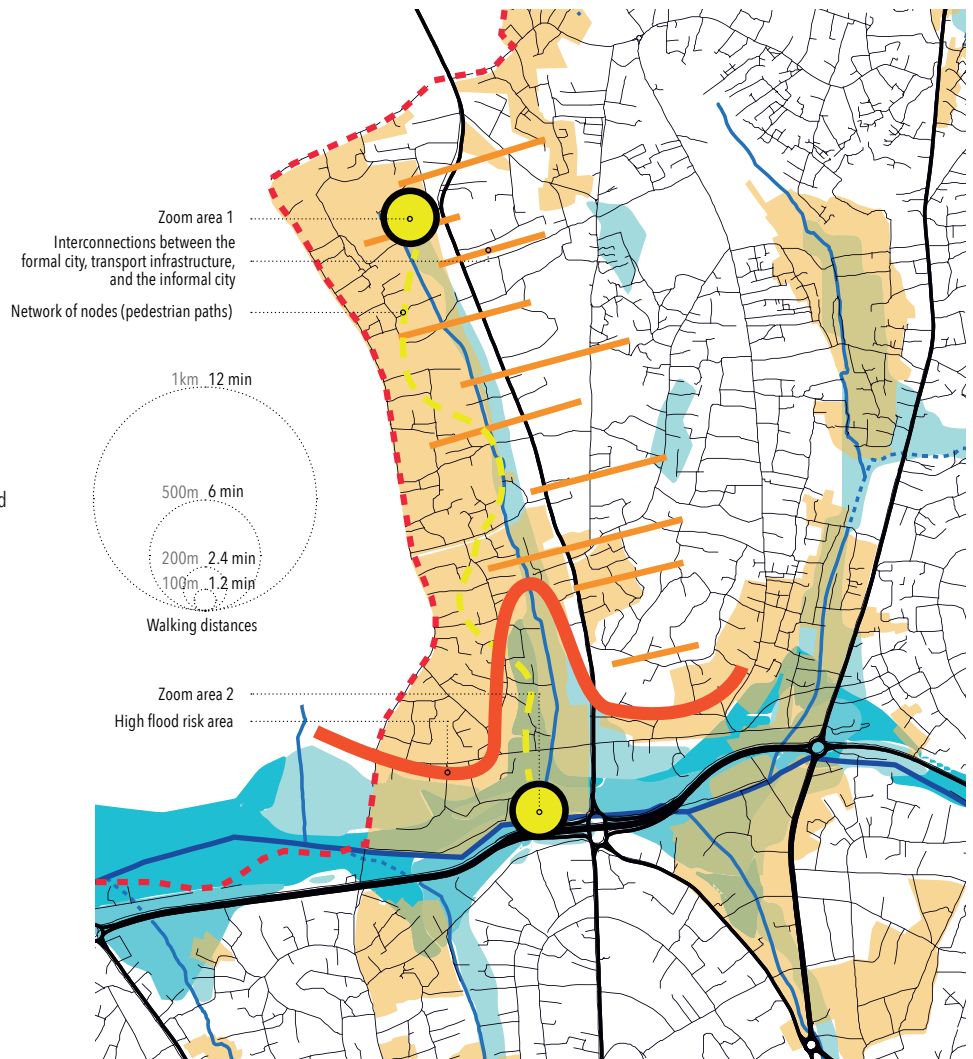 Zoom area 1
Interconnections between the
formal city, transport infrastructure,
and the informal city
Network of nodes (pedestrian paths)
1km 12 min
500m 6 min
200m 2.4 min
100m 1.2 min
Walking distances
Zoom area 2
High flood risk area